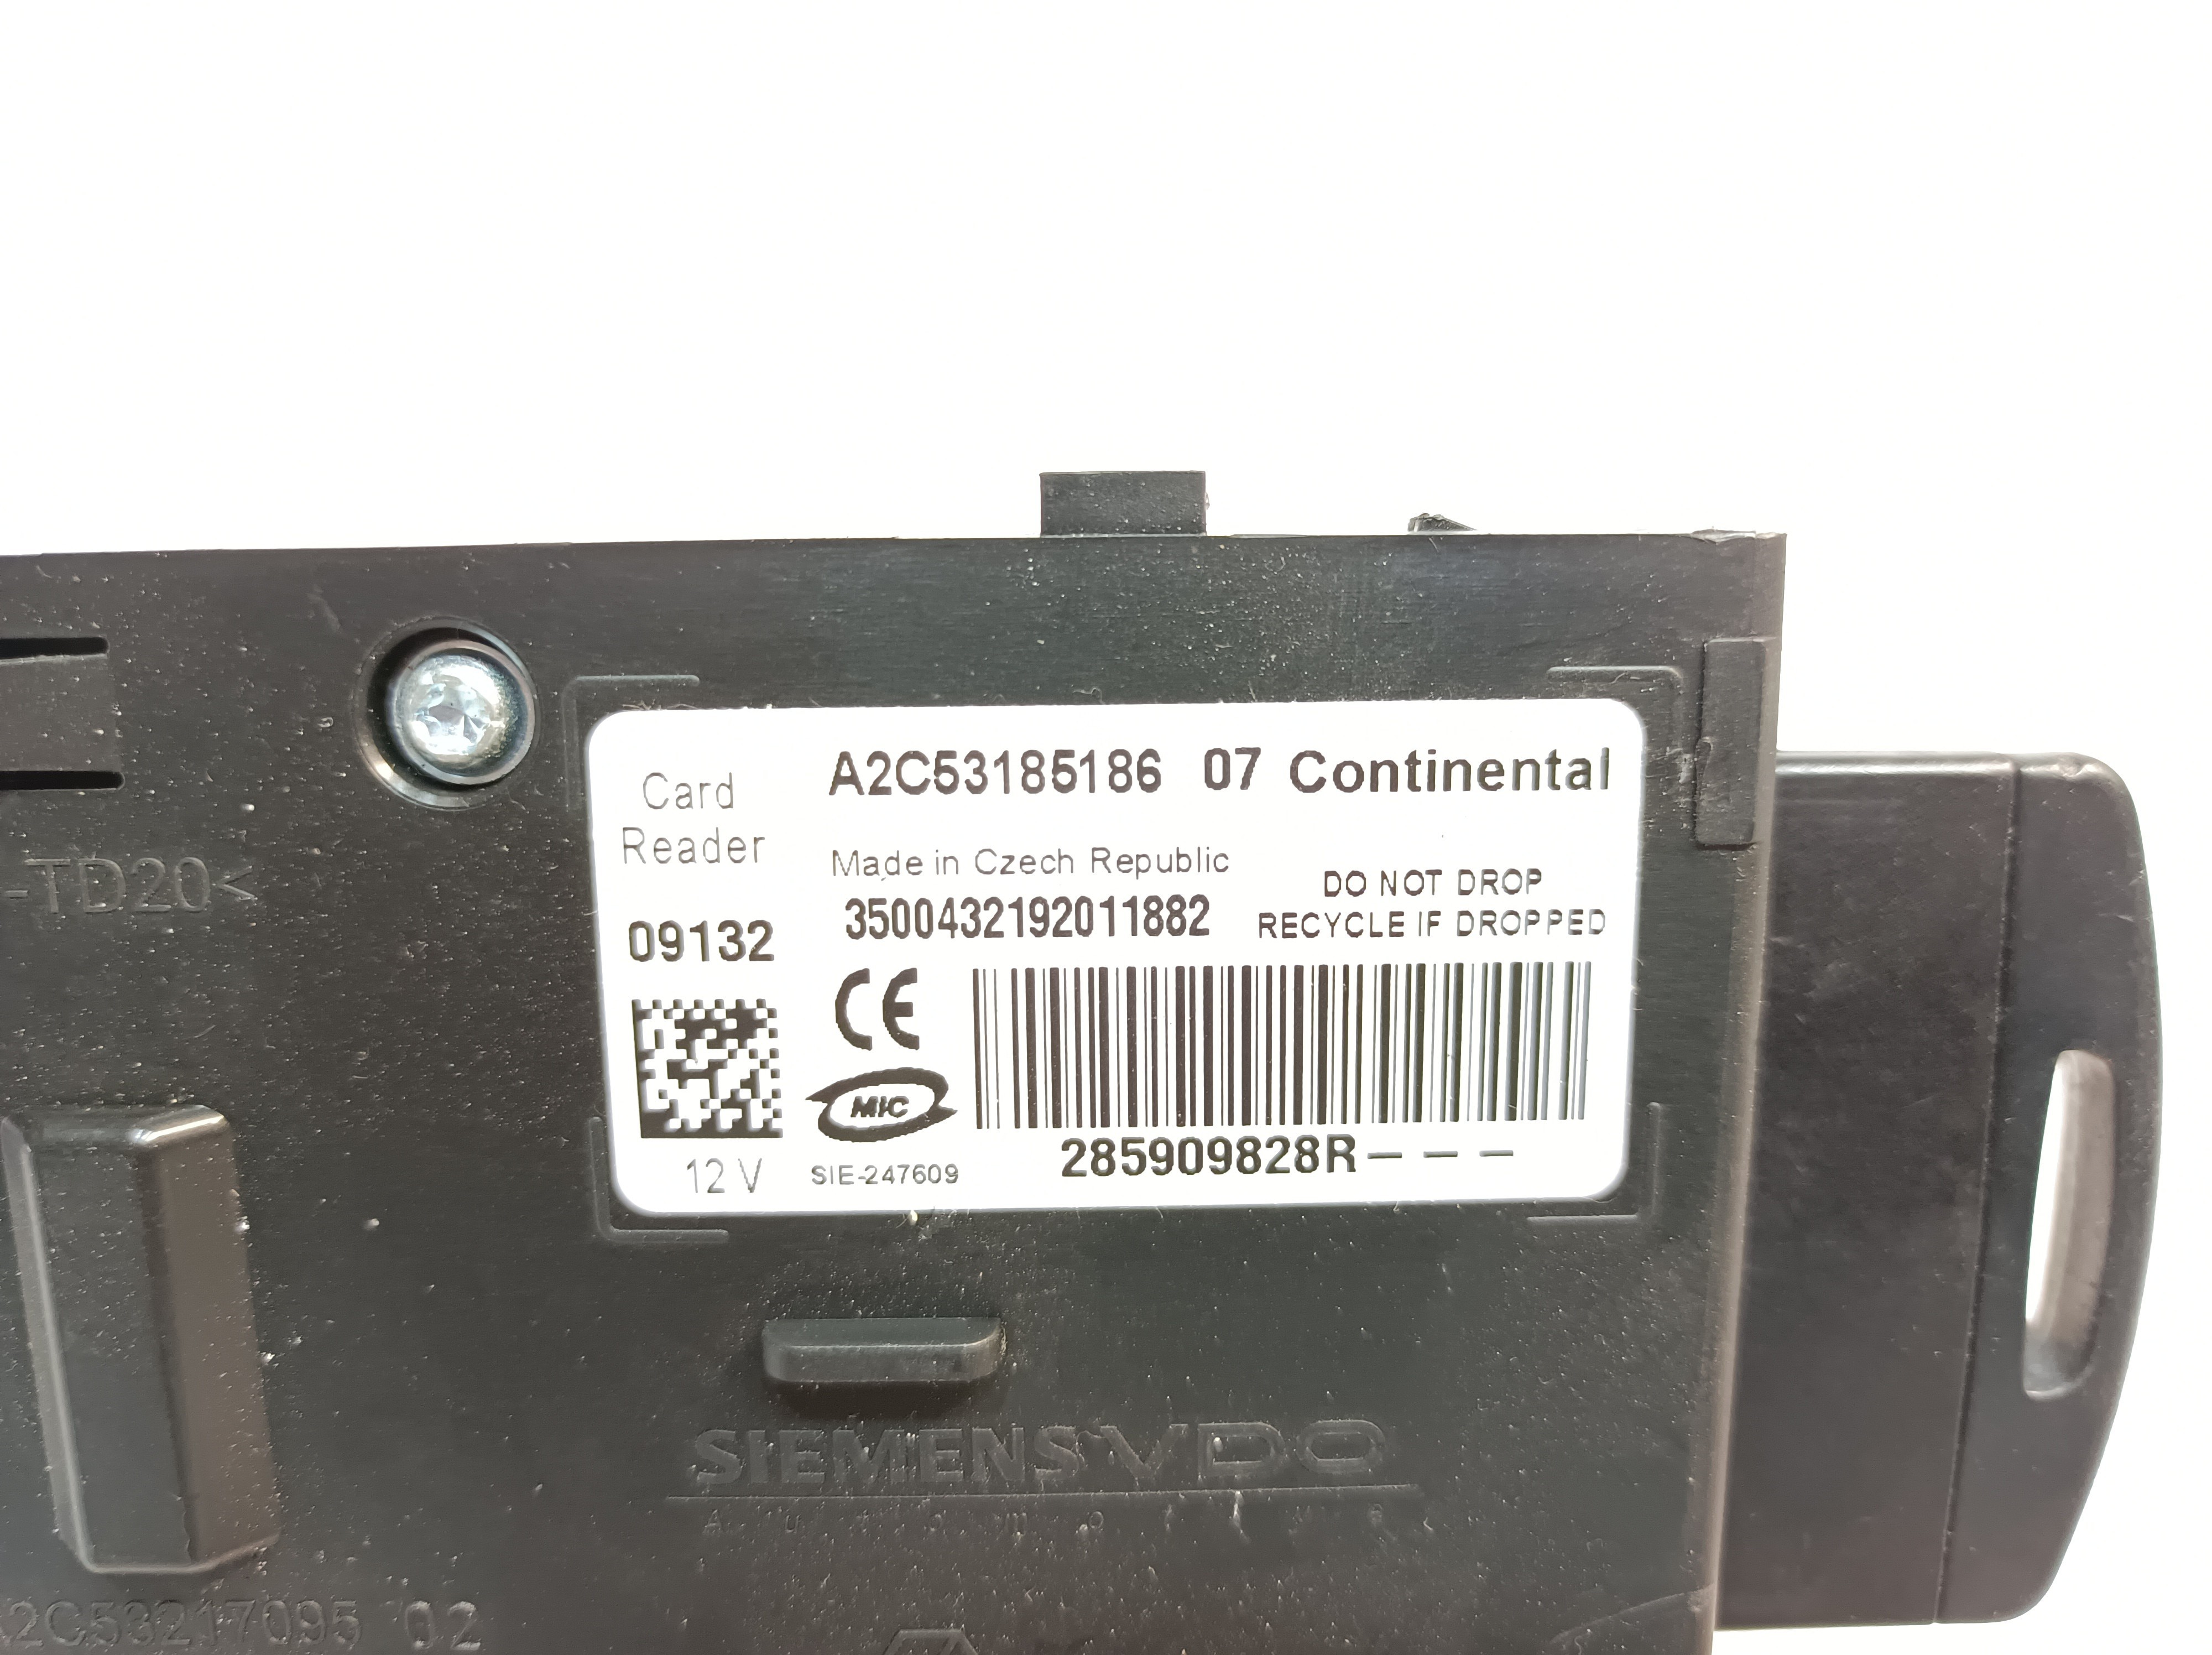 A2C53185186 07 Continental
Card
Reader
Made in Czech Republic
DO NOT DROP
3500432192011882
RECYCLE IF DROPPED
09132
CE
MIC
285909828R– – –
12 V
SIE-247609
-TD20<
SIEMENS VDO
Automotive
2C53217095 02